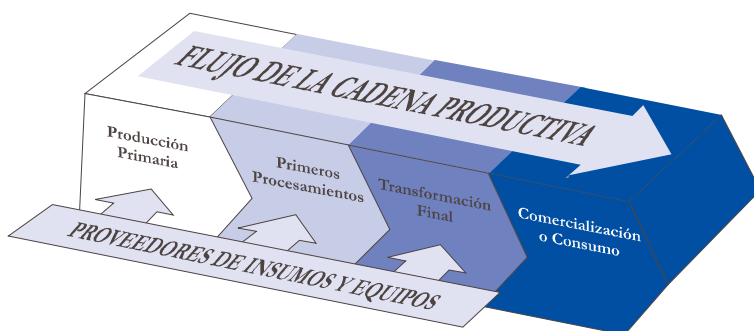 FLUJO DE LA CADENA PRODUCTIVA
Producción
Primaria
Primeros
Procesamientos
Transformación
Final
Comercialización
o Consumo
PROVEEDORES DE INSUMOS Y EQUIPOS